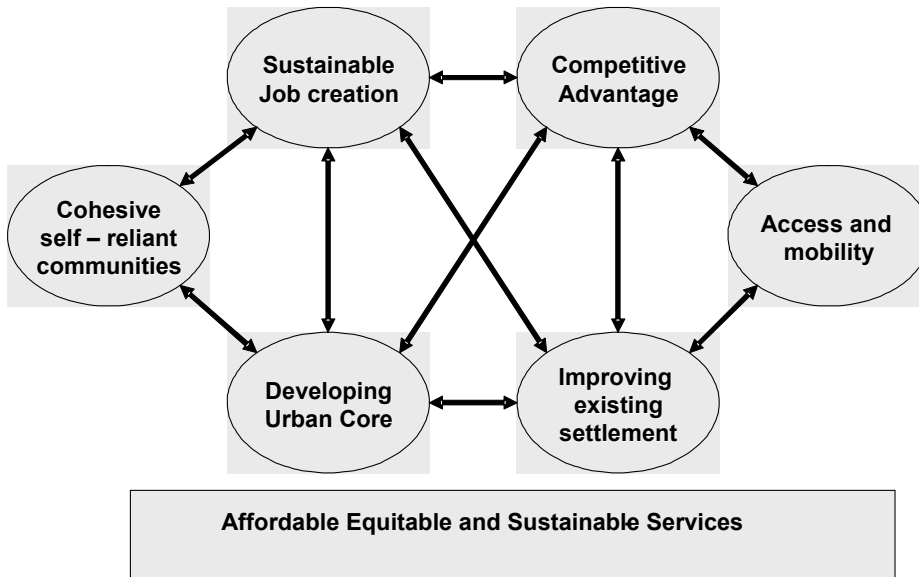 Sustainable
Job creation
Competitive
Advantage
Cohesive
self – reliant
communities
Access and
mobility
Developing
Urban Core
Improving
existing
settlement
Affordable Equitable and Sustainable Services